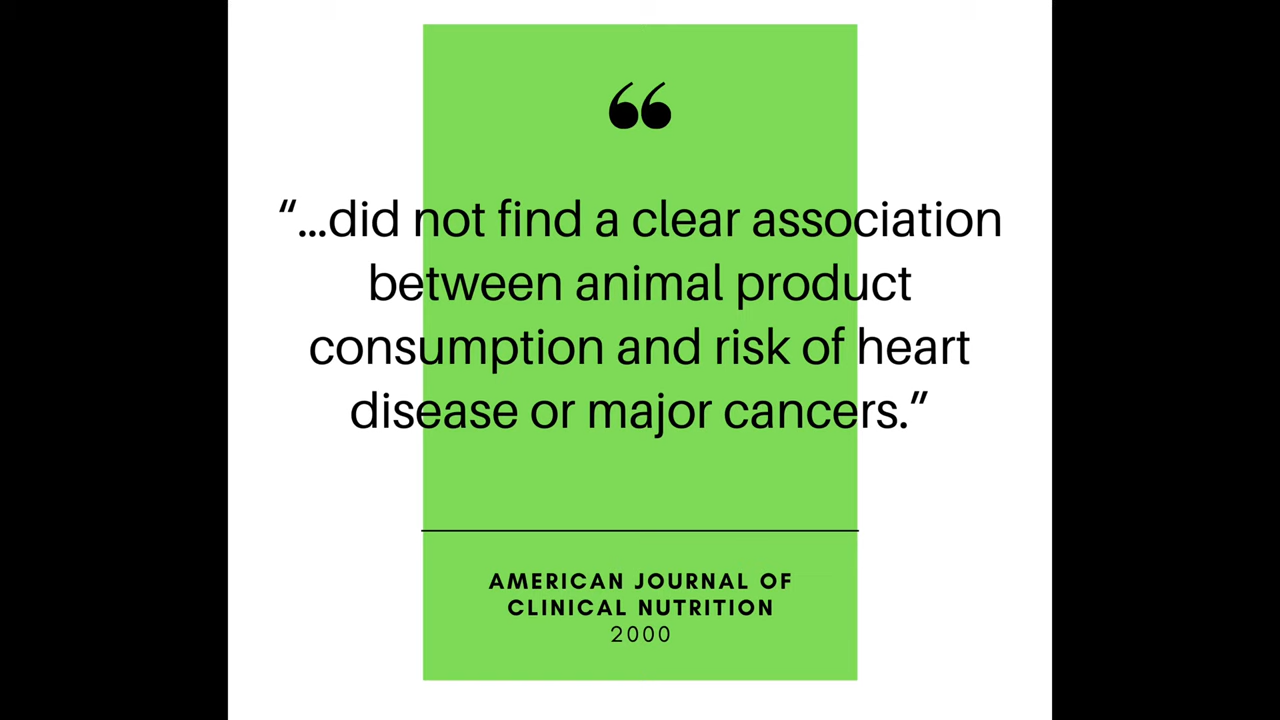 “
“...did not find a clear association
between animal product
consumption and risk of heart
disease or major cancers.”
AMERICAN JOURNAL OF
CLINICAL NUTRITION
2000